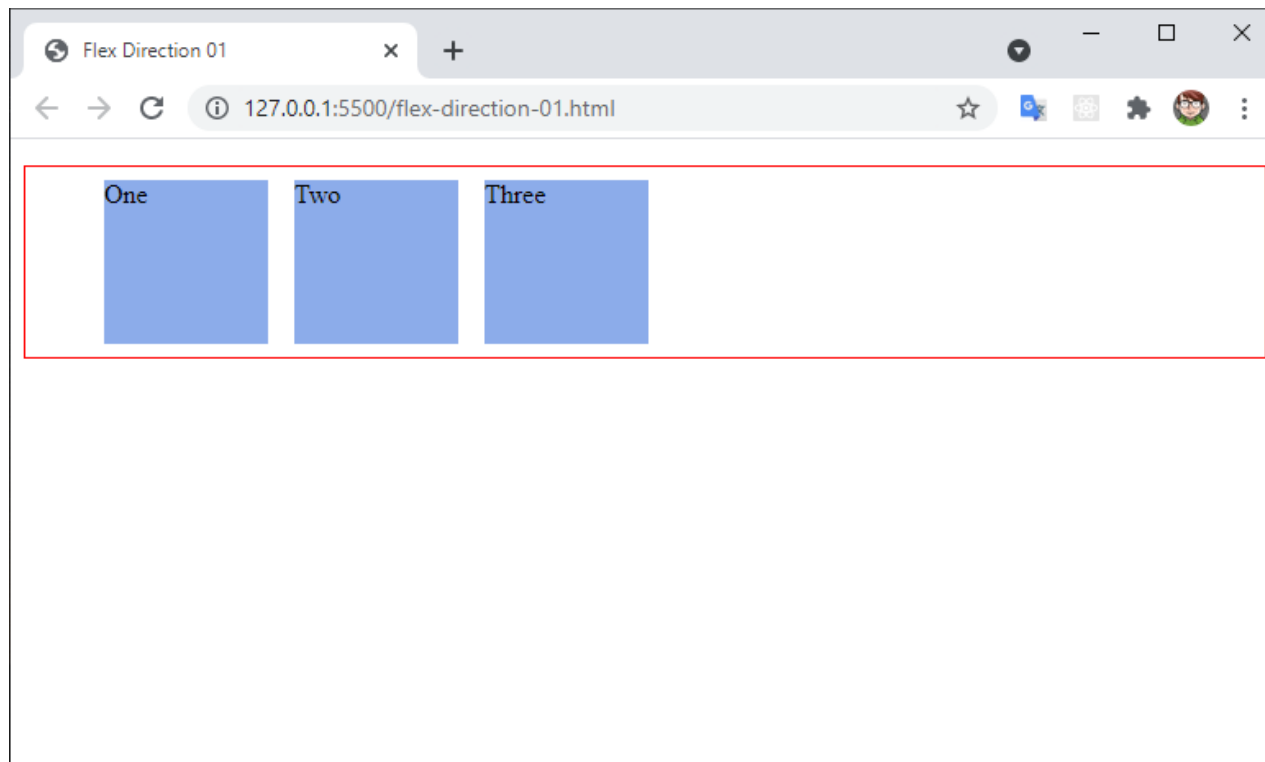 Flex Direction 01
127.0.0.1:5500/flex-direction-01.html
One
Two
Three